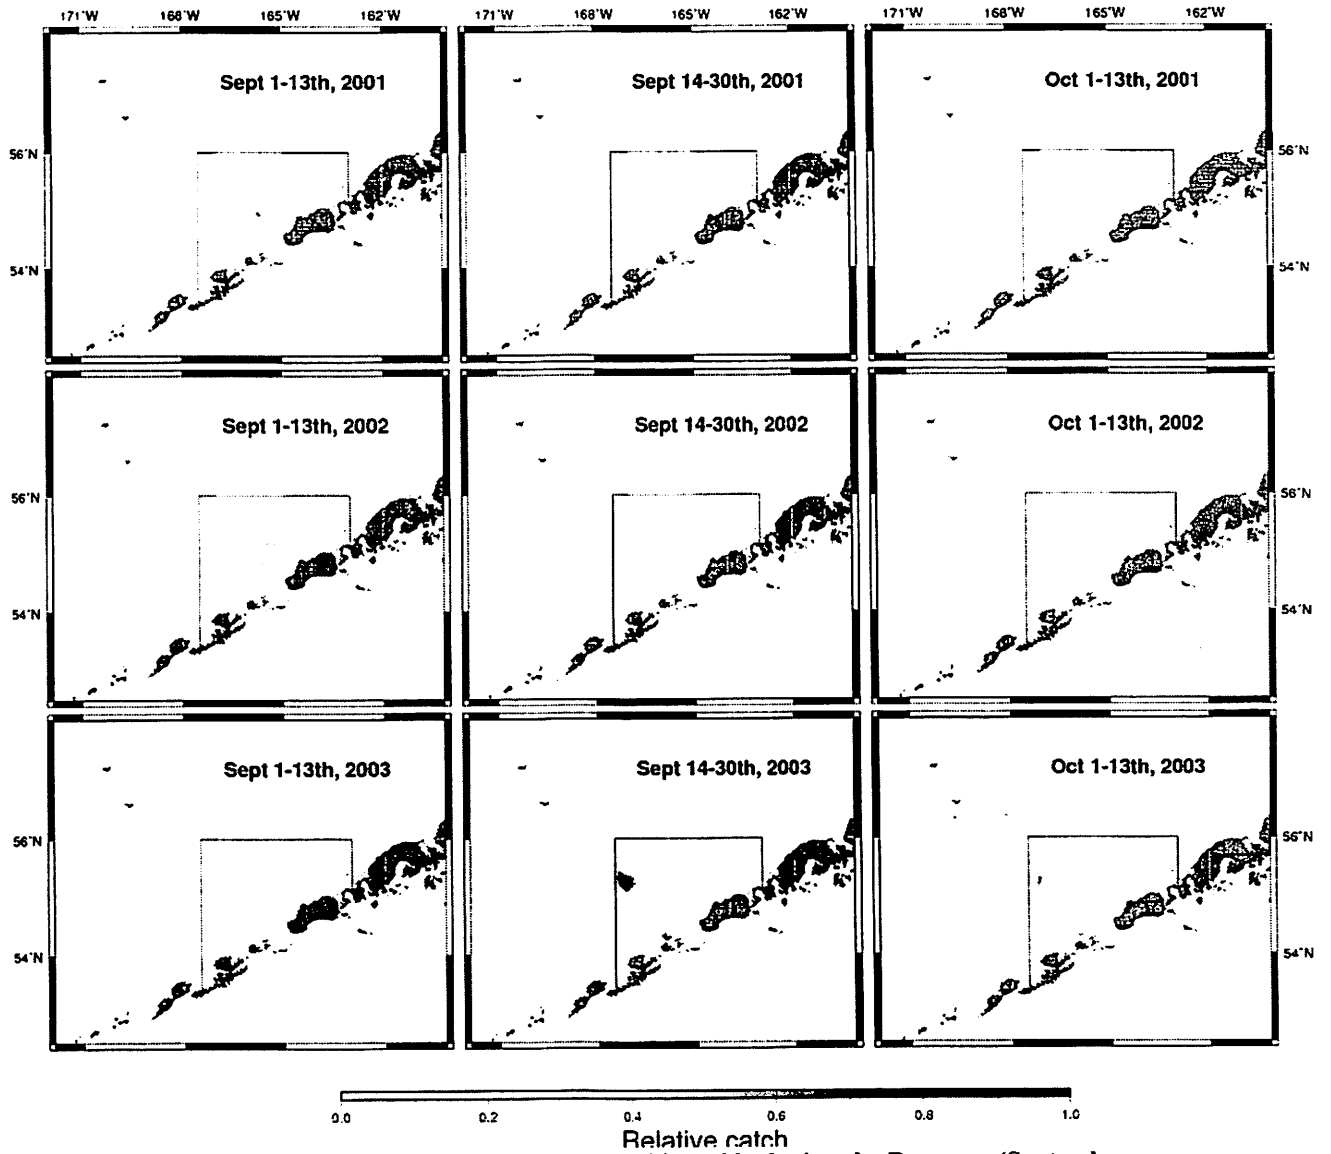 171°W 168°W 165°W 162°W 171°W 168°W 165°W 162°W 171°W 168°W 165°W 162°W
Sept 1-13th, 2001 Sept 14-30th, 2001 Oct 1-13th, 2001
56°N 56°N
54°N 54°N
Sept 1-13th, 2002 Sept 14-30th, 2002 Oct 1-13th, 2002
56°N 56°N
54°N 54°N
Sept 1-13th, 2003 Sept 14-30th, 2003 Oct 1-13th, 2003
56°N 56°N
54°N 54°N
0.0 0.2 0.4 0.6 0.8 1.0
Relative catch